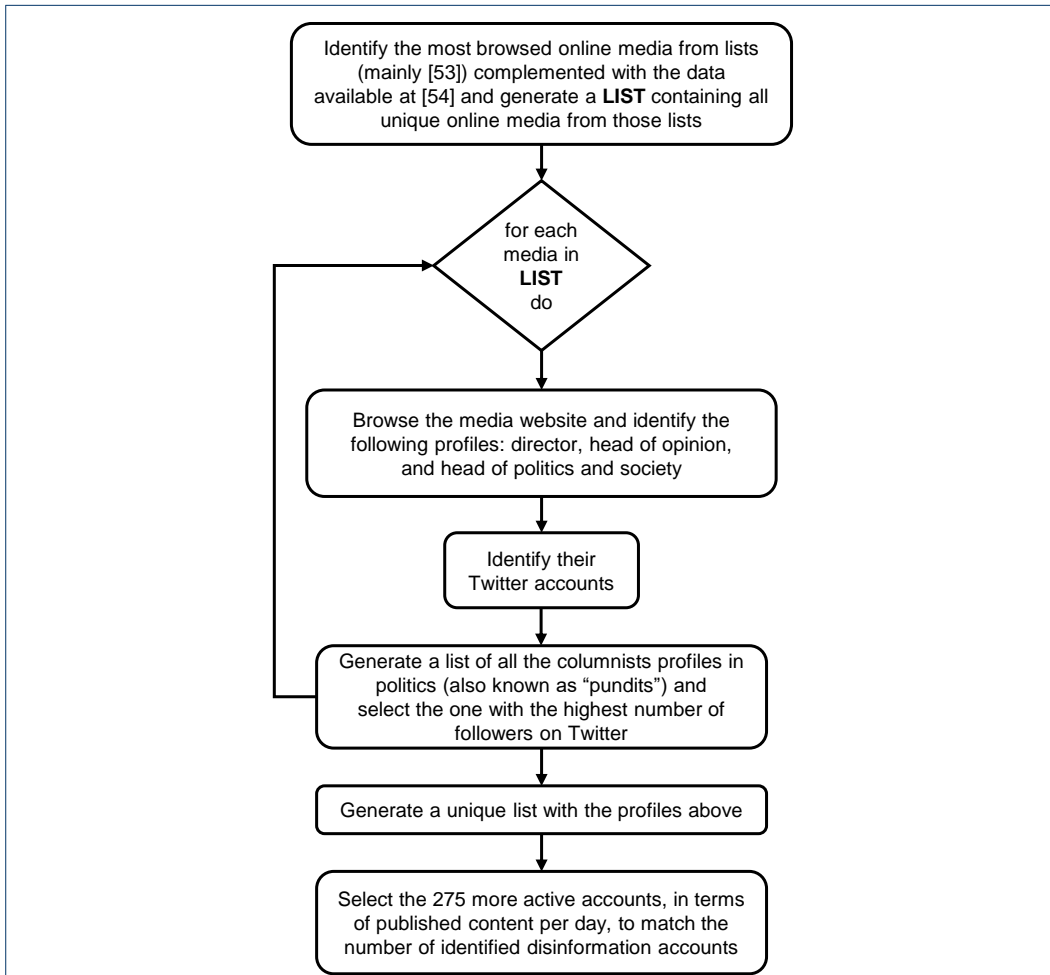 Identify the most browsed online media from lists
(mainly [53]) complemented with the data
available at [54] and generate a LIST containing all
unique online media from those lists
for each
media in
LIST
do
Browse the media website and identify the
following profiles: director, head of opinion,
and head of politics and society
Identify their
Twitter accounts
Generate a list of all the columnists profiles in
politics (also known as “pundits”) and
select the one with the highest number of
followers on Twitter
Generate a unique list with the profiles above
Select the 275 more active accounts, in terms
of published content per day, to match the
number of identified disinformation accounts